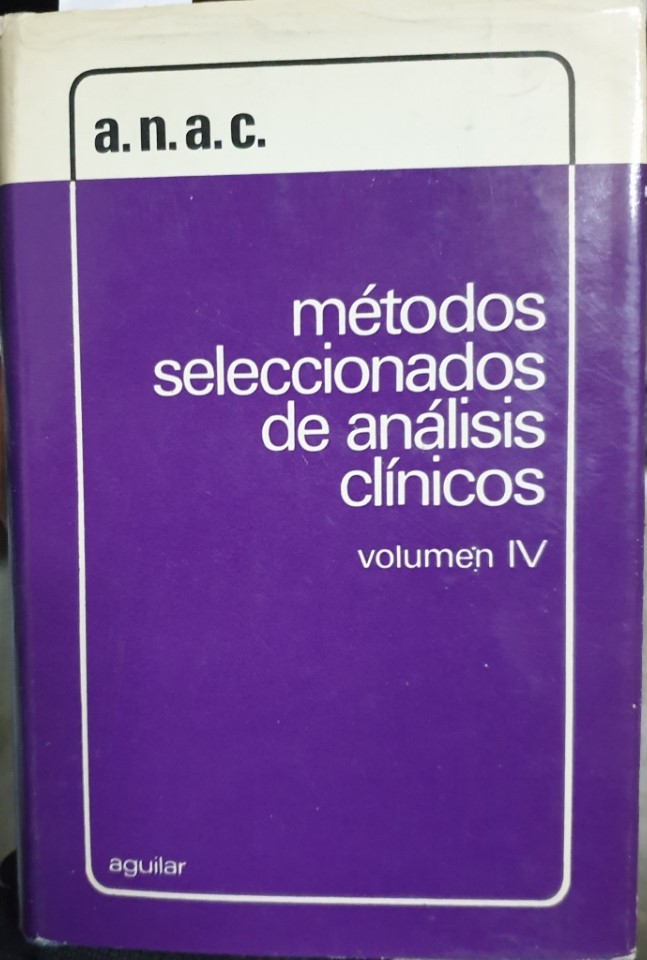 a.n.a.c.
métodos
seleccionados
de análisis
clínicos
volumen IV
aguilar